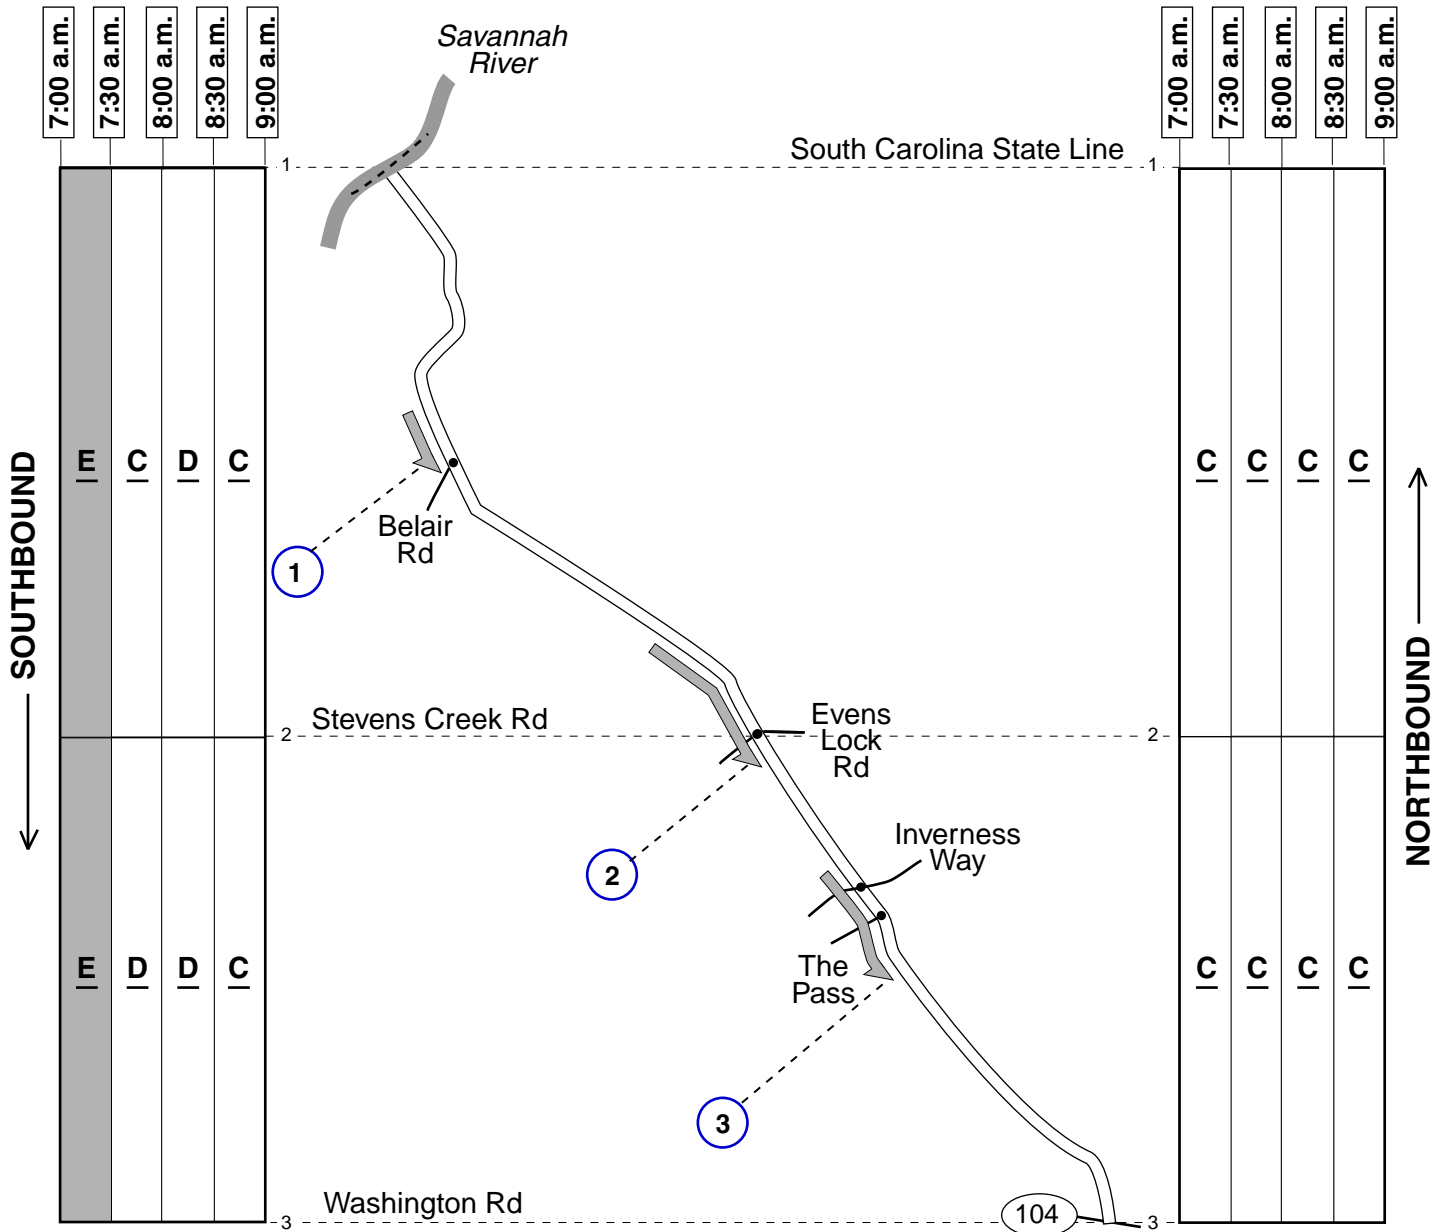 7:00 a.m.
7:30 a.m.
8:00 a.m.
8:30 a.m.
9:00 a.m.
Savannah
River
7:00 a.m.
7:30 a.m.
8:00 a.m.
8:30 a.m.
9:00 a.m.
1
South Carolina State Line
1
SOUTHBOUND
E C D C
Belair
Rd
1
C C C C
NORTHBOUND
Stevens Creek Rd
2
Evens
Lock
Rd
2
2
Inverness
Way
E D D C
The
Pass
C C C C
3
Washington Rd
3
104
3